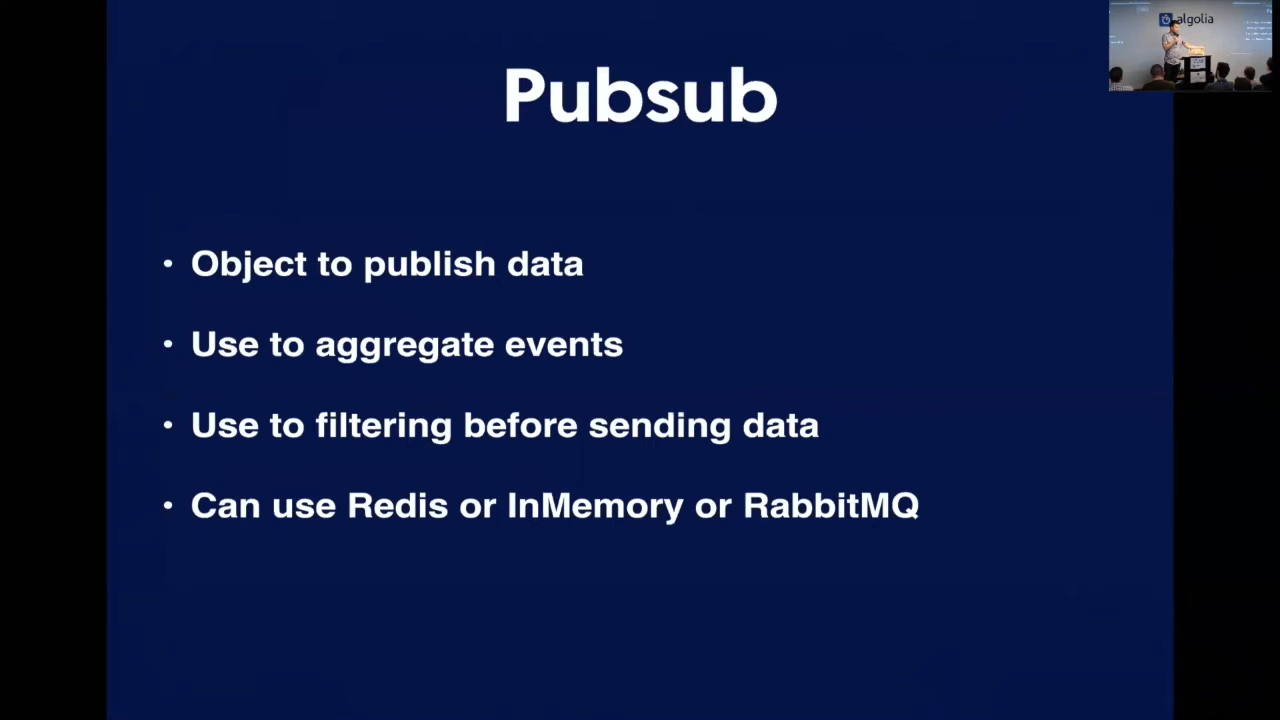 Pubsub
• Object to publish data
• Use to aggregate events
• Use to filtering before sending data
• Can use Redis or InMemory or RabbitMQ
algolia